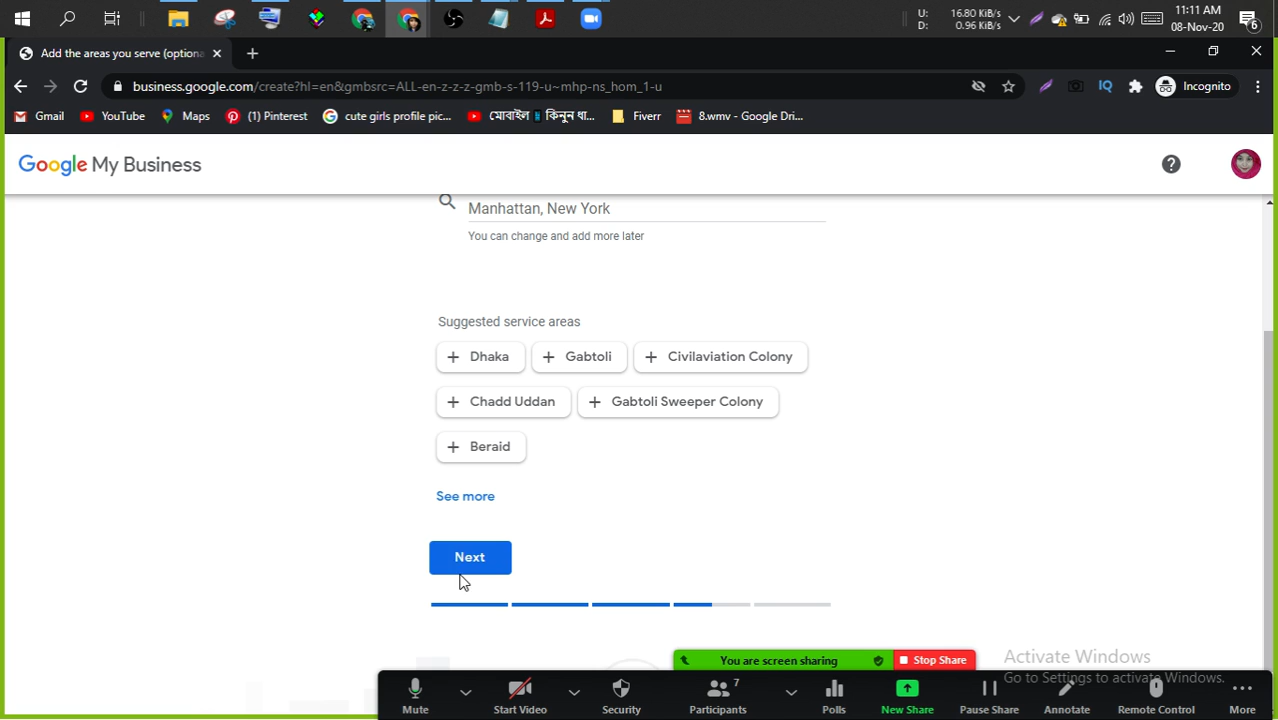 U: 16.80 KiB/s
D: 0.96 KiB/s
11:11 AM
08-Nov-20
6
Add the areas you serve (optiona
business.google.com/create?hl=en&gmbsrc=ALL-en-z-z-z-gmb-s-119-u~mhp-ns_hom_1-u
IQ
Incognito
Gmail
YouTube
Maps
(1) Pinterest
cute girls profile pic...
মোবাইল কিনুন ধা...
Fiverr
8.wmv - Google Dri...
Google My Business
Manhattan, New York
You can change and add more later
Suggested service areas
+ Dhaka
+ Gabtoli
+ Civilaviation Colony
+ Chadd Uddan
+ Gabtoli Sweeper Colony
+ Beraid
See more
Next
You are screen sharing
Stop Share
Activate Windows
Go to Settings to activate Windows.
Mute
Start Video
Security
Participants
7
Polls
New Share
Pause Share
Annotate
Remote Control
More